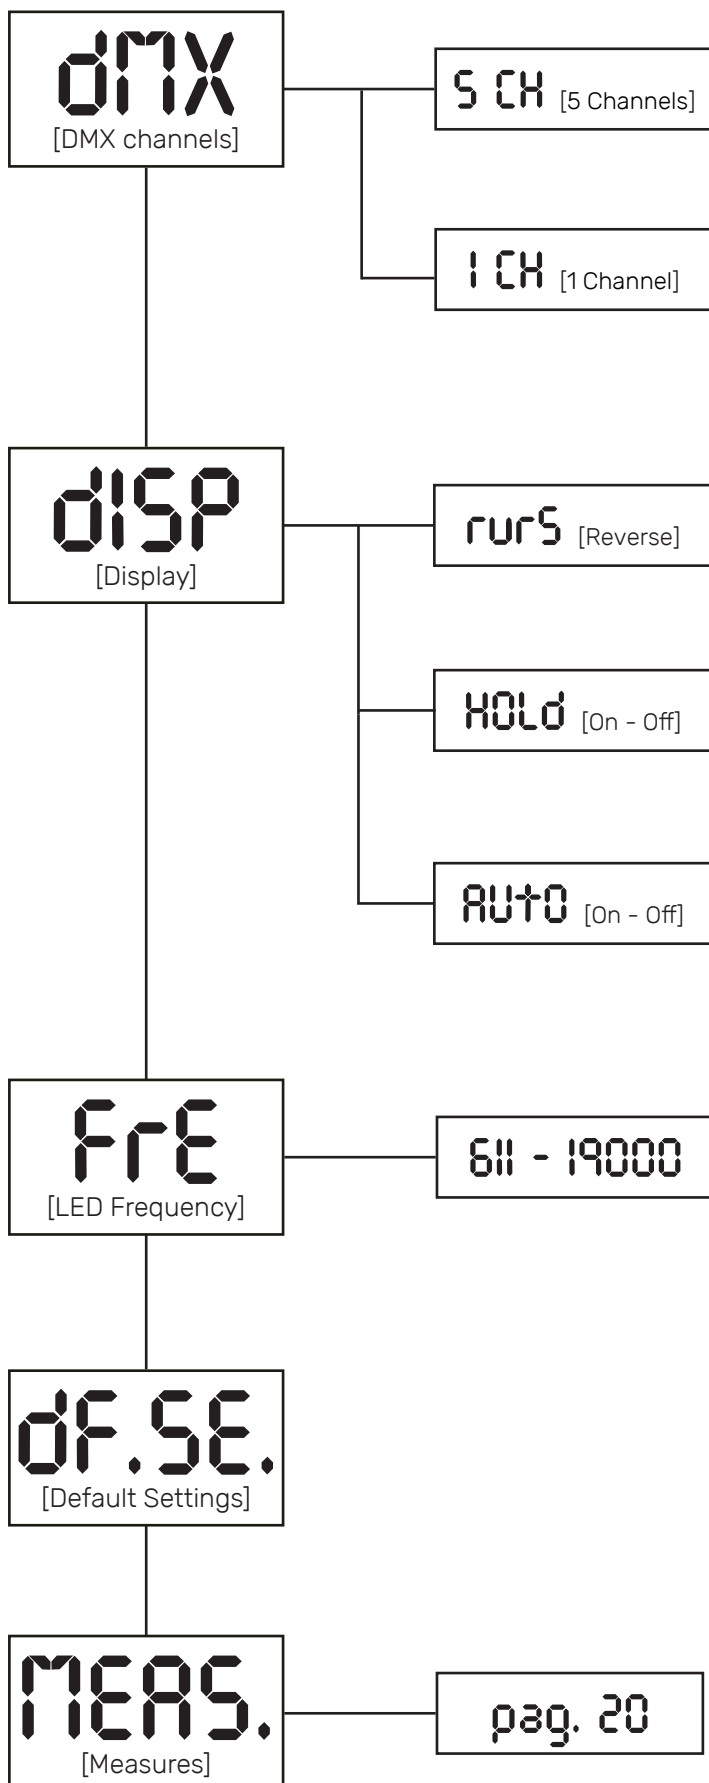 dMX
[DMX channels]
5 CH [5 Channels]
1 CH [1 Channel]
dISP
[Display]
rurS [Reverse]
HOLd [On - Off]
AUtO [On - Off]
FrE
[LED Frequency]
611 - 19000
dF.SE.
[Default Settings]
MEAS.
[Measures]
pag. 20